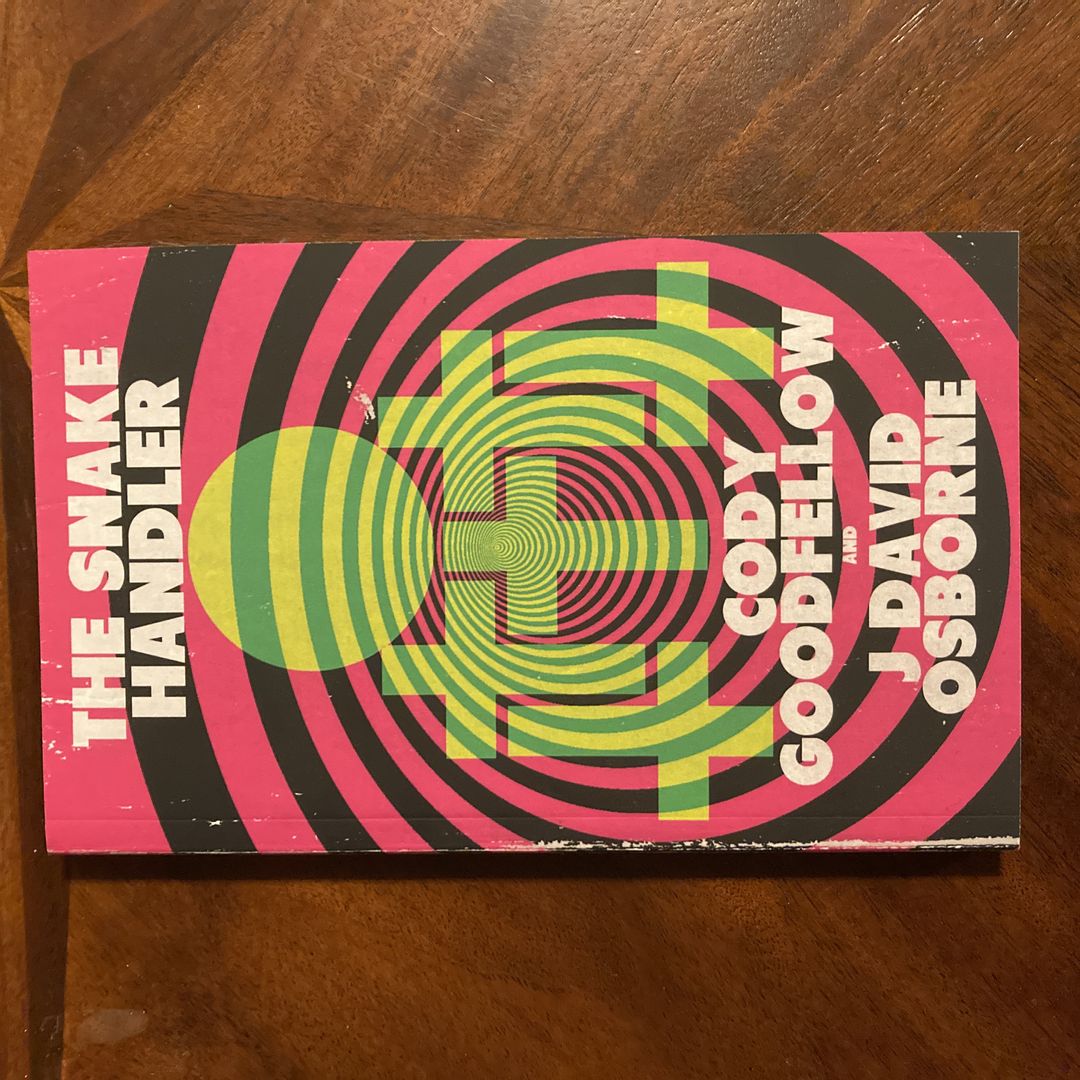 THE SNAKE
HANDLER
CODY
GOODFELLOW
AND
J DAVID
OSBORNE